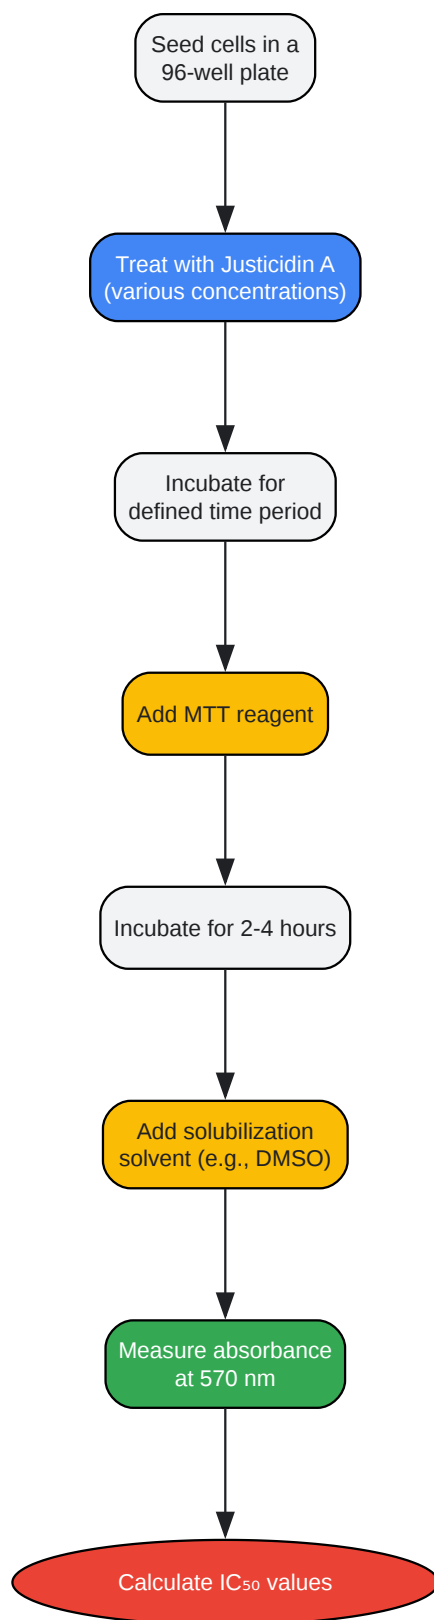 Seed cells in a
96-well plate
Treat with Justicidin A
(various concentrations)
Incubate for
defined time period
Add MTT reagent
Incubate for 2-4 hours
Add solubilization
solvent (e.g., DMSO)
Measure absorbance
at 570 nm
Calculate IC₅₀ values